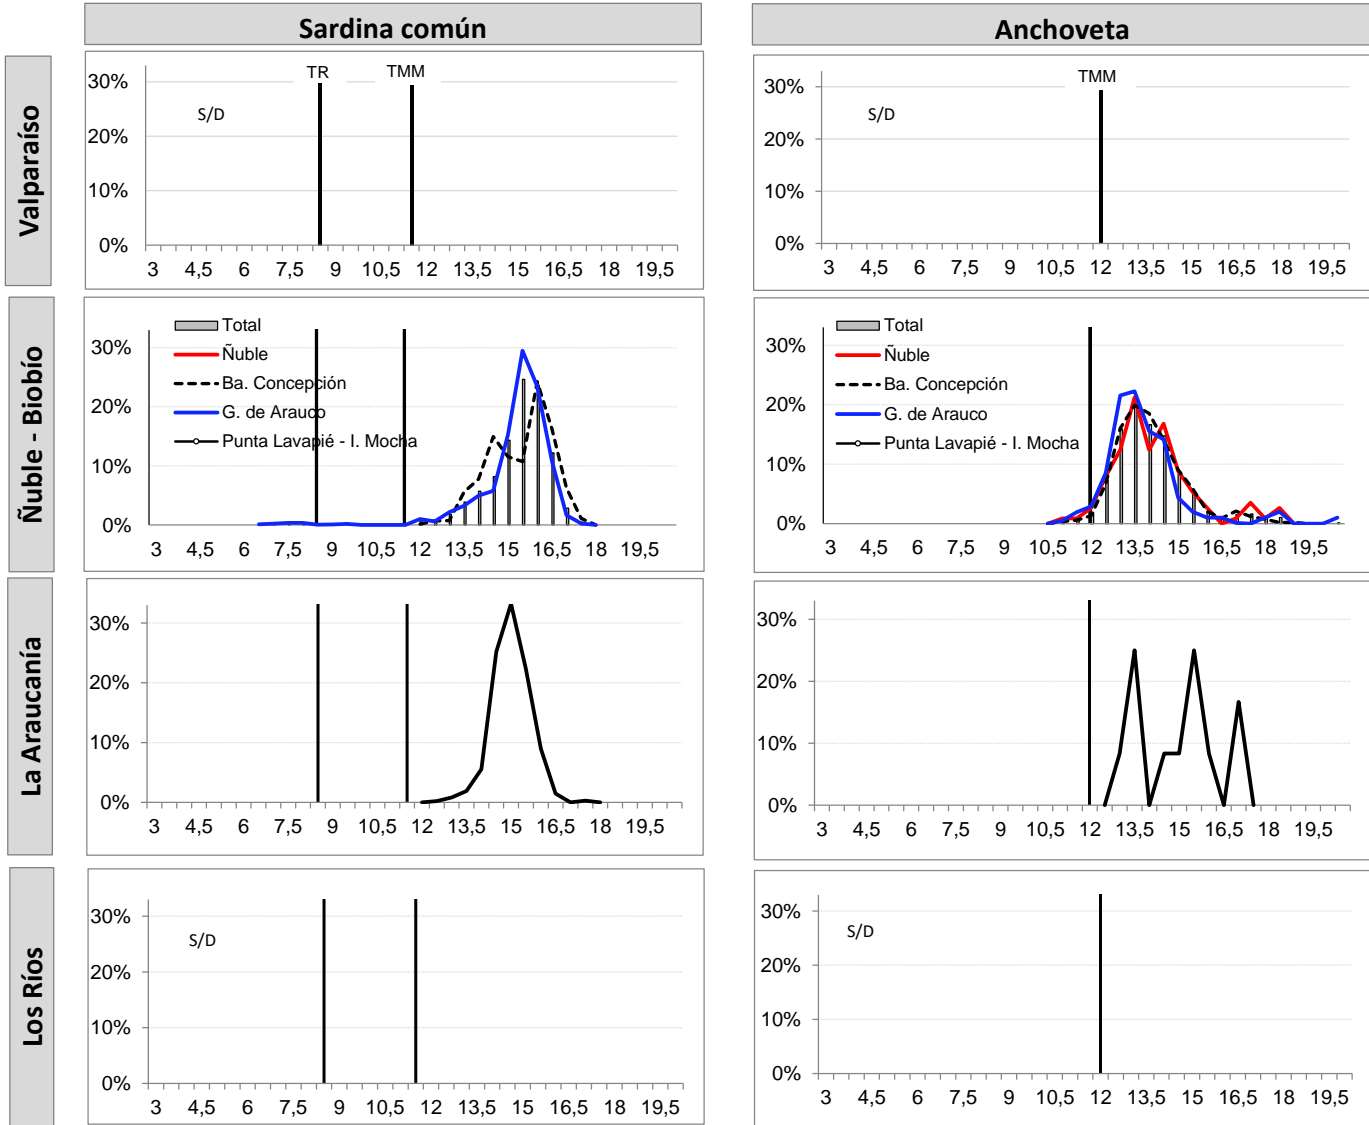 Sardina común
Anchoveta
Valparaíso
TR TMM
S/D
30%
20%
10%
0%
3 4,5 6 7,5 9 10,5 12 13,5 15 16,5 18 19,5
TMM
S/D
30%
20%
10%
0%
3 4,5 6 7,5 9 10,5 12 13,5 15 16,5 18 19,5
Ñuble - Biobío
Total
Ñuble
Ba. Concepción
G. de Arauco
Punta Lavapié - I. Mocha
30%
20%
10%
0%
3 4,5 6 7,5 9 10,5 12 13,5 15 16,5 18 19,5
Total
Ñuble
Ba. Concepción
G. de Arauco
Punta Lavapié - I. Mocha
30%
20%
10%
0%
3 4,5 6 7,5 9 10,5 12 13,5 15 16,5 18 19,5
La Araucanía
30%
20%
10%
0%
3 4,5 6 7,5 9 10,5 12 13,5 15 16,5 18 19,5
30%
20%
10%
0%
3 4,5 6 7,5 9 10,5 12 13,5 15 16,5 18 19,5
Los Ríos
S/D
30%
20%
10%
0%
3 4,5 6 7,5 9 10,5 12 13,5 15 16,5 18 19,5
S/D
30%
20%
10%
0%
3 4,5 6 7,5 9 10,5 12 13,5 15 16,5 18 19,5